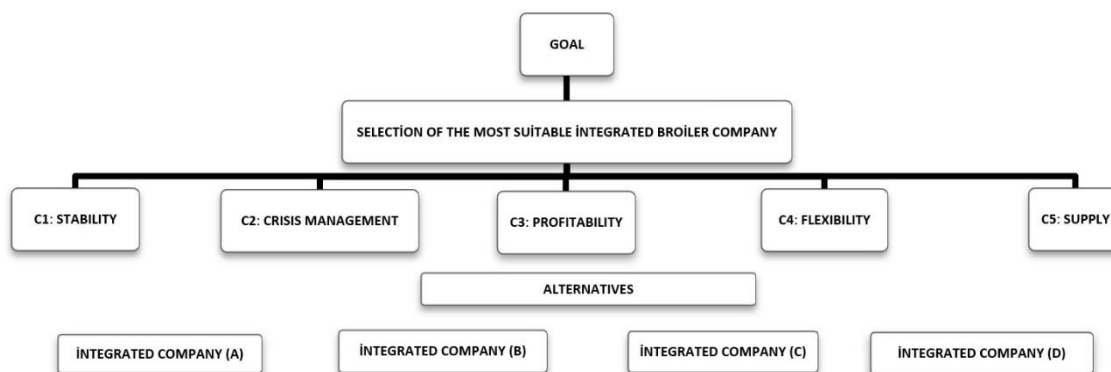 GOAL
SELECTİON OF THE MOST SUİTABLE İNTEGRATED BROİLER COMPANY
C1: STABILITY
C2: CRISIS MANAGEMENT
C3: PROFITABILITY
C4: FLEXIBILITY
C5: SUPPLY
ALTERNATIVES
İNTEGRATED COMPANY (A)
İNTEGRATED COMPANY (B)
İNTEGRATED COMPANY (C)
İNTEGRATED COMPANY (D)